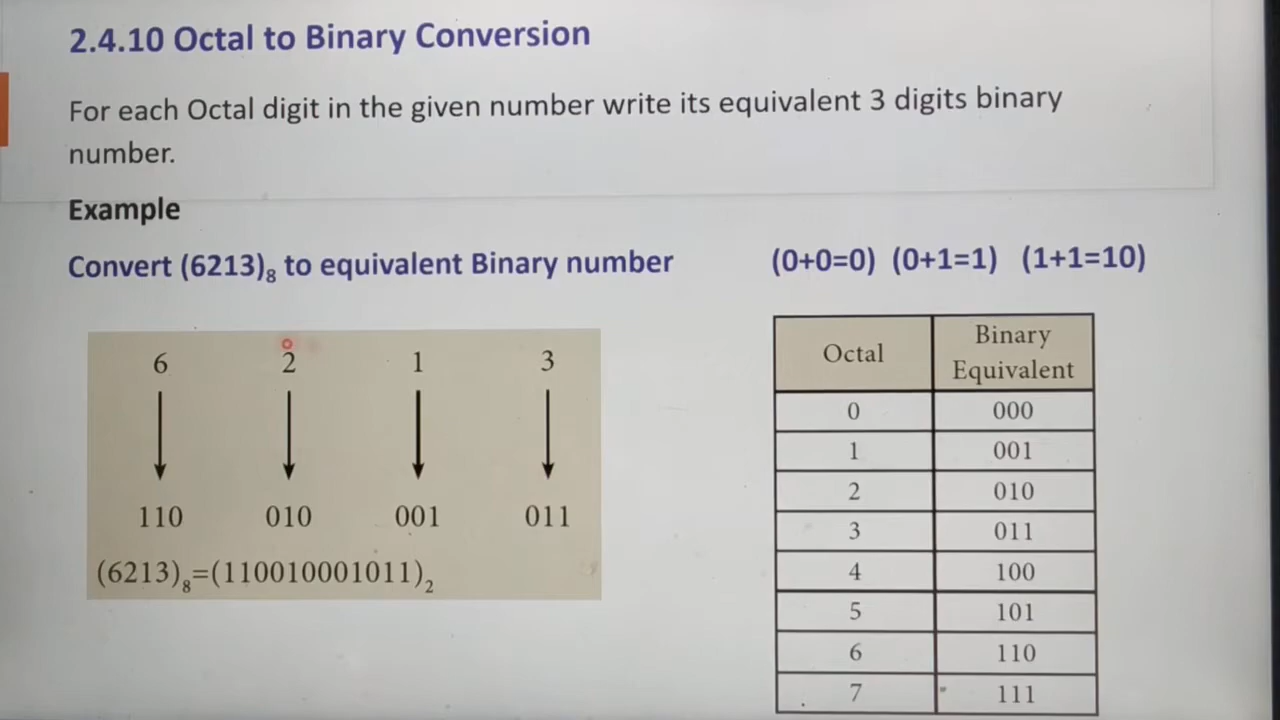 2.4.10 Octal to Binary Conversion
For each Octal digit in the given number write its equivalent 3 digits binary
number.
Example
Convert (6213)₈ to equivalent Binary number
(0+0=0) (0+1=1) (1+1=10)
6 2 1 3
110 010 001 011
(6213)₈=(110010001011)₂
Octal Binary Equivalent
0 000
1 001
2 010
3 011
4 100
5 101
6 110
7 111